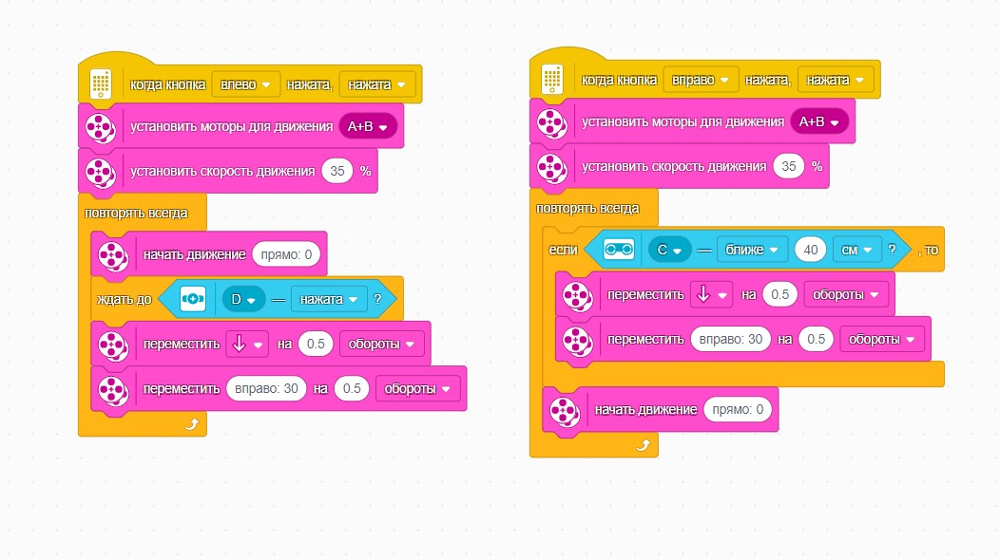 когда кнопка влево нажата, нажата
установить моторы для движения A+B
установить скорость движения 35 %
повторять всегда
начать движение прямо: 0
ждать до D — нажата ?
переместить на 0.5 обороты
переместить вправо: 30 на 0.5 обороты
когда кнопка вправо нажата, нажата
установить моторы для движения A+B
установить скорость движения 35 %
повторять всегда
если C — ближе 40 см ? , то
переместить на 0.5 обороты
переместить вправо: 30 на 0.5 обороты
начать движение прямо: 0